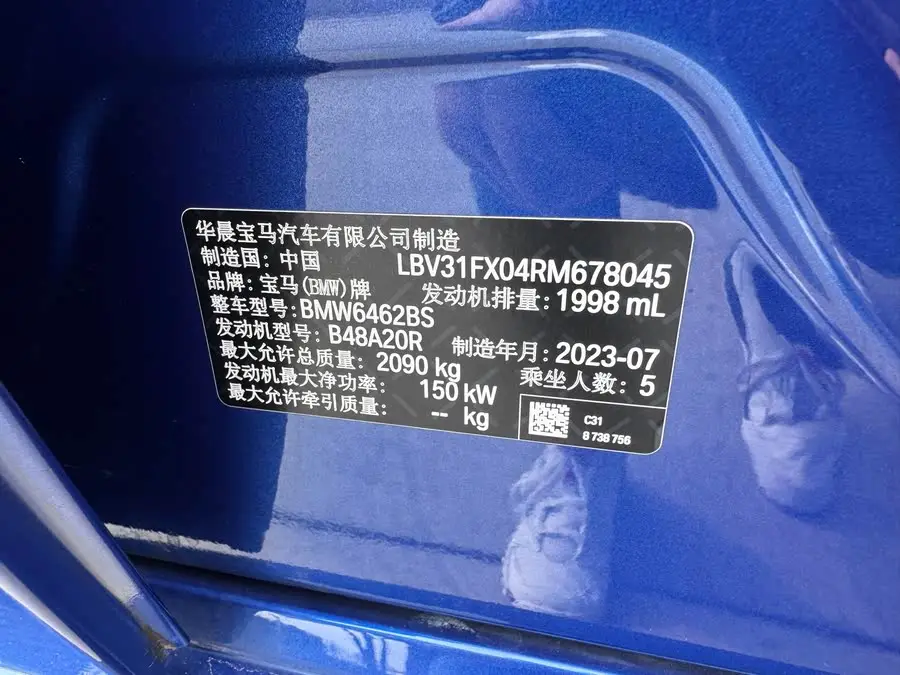 华晨宝马汽车有限公司制造
制造国: 中国 LBV31FX04RM678045
品牌: 宝马(BMW)牌 发动机排量: 1998 mL
整车型号: BMW6462BS
发动机型号: B48A20R 制造年月: 2023-07
最大允许总质量: 2090 kg 乘坐人数: 5
发动机最大净功率: 150 kW
最大允许牵引质量: -- kg
C31
8 738 756